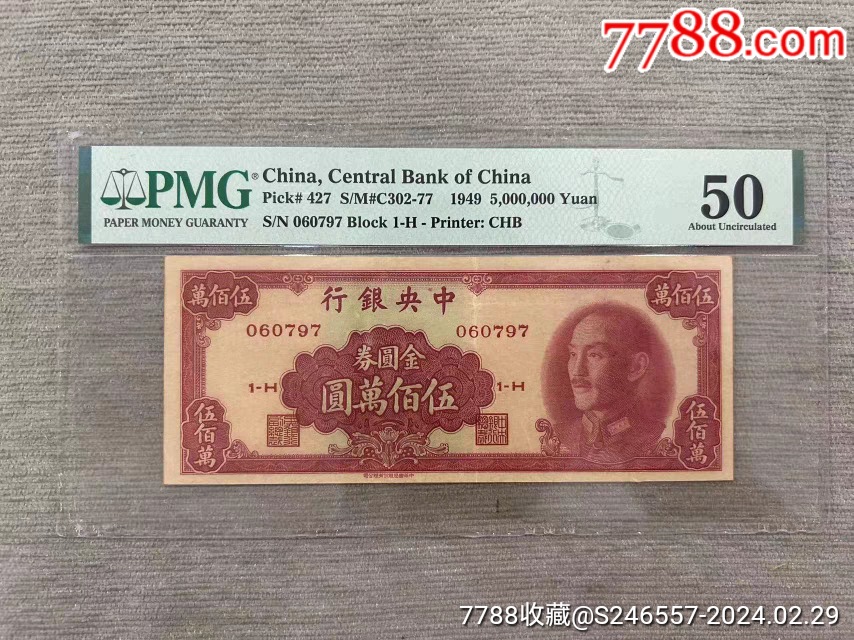 7788.com
PMG®
PAPER MONEY GUARANTY
China, Central Bank of China
Pick# 427 S/M#C302-77 1949 5,000,000 Yuan
S/N 060797 Block 1-H - Printer: CHB
50
About Uncirculated
萬佰伍 行銀央中 萬佰伍
060797 060797
券圓金
1-H 圓萬佰伍 1-H
伍佰萬 伍佰萬
7788收藏@S246557-2024.02.29